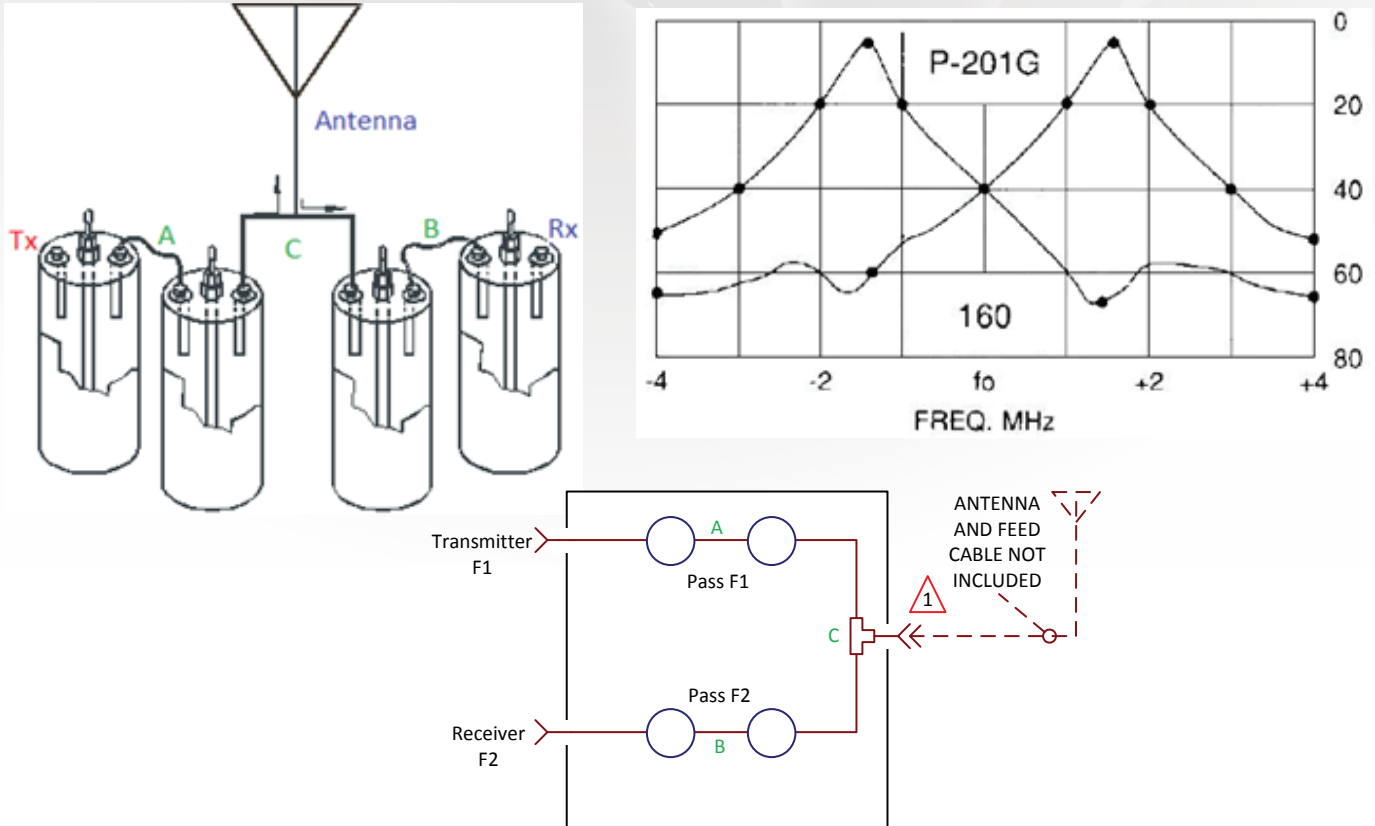 Antenna
Tx
A
C
B
Rx
P-201G
160
0
20
40
60
80
-4
-2
fo
+2
+4
FREQ. MHz
Transmitter
F1
A
Pass F1
C
1
ANTENNA
AND FEED
CABLE NOT
INCLUDED
Receiver
F2
Pass F2
B